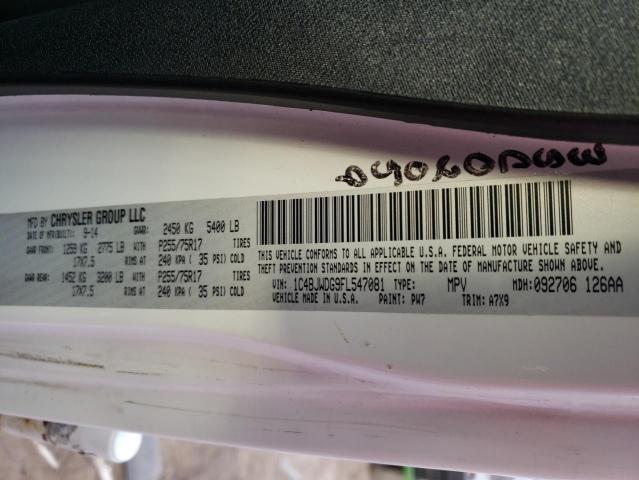 MFD BY CHRYSLER GROUP LLC
DATE OF MFR/BUILT: 9-14 GVWR: 2450 KG 5400 LB
GAWR FRONT: 1259 KG 2775 LB WITH P255/75R17 TIRES
17X7.5 RIMS AT 240 KPA ( 35 PSI) COLD
GAWR REAR: 1452 KG 3200 LB WITH P255/75R17 TIRES
17X7.5 RIMS AT 240 KPA ( 35 PSI) COLD
THIS VEHICLE CONFORMS TO ALL APPLICABLE U.S.A. FEDERAL MOTOR VEHICLE SAFETY AND
THEFT PREVENTION STANDARDS IN EFFECT ON THE DATE OF MANUFACTURE SHOWN ABOVE.
VIN: 1C4BJWDG9FL547081 TYPE: MPV MDH: 092706 126AA
VEHICLE MADE IN U.S.A. PAINT: PW7 TRIM: A7X9